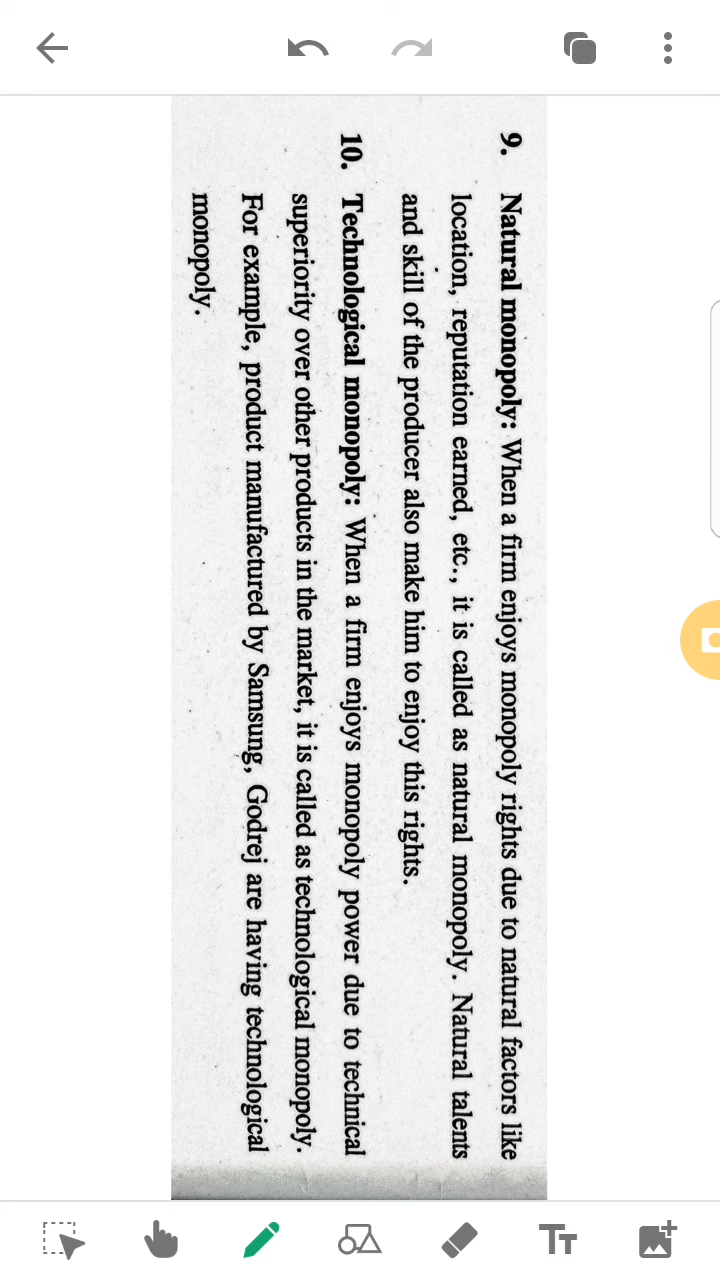 9. Natural monopoly: When a firm enjoys monopoly rights due to natural factors like
location, reputation earned, etc., it is called as natural monopoly. Natural talents
and skill of the producer also make him to enjoy this rights.
10. Technological monopoly: When a firm enjoys monopoly power due to technical
superiority over other products in the market, it is called as technological monopoly.
For example, product manufactured by Samsung, Godrej are having technological
monopoly.
TT